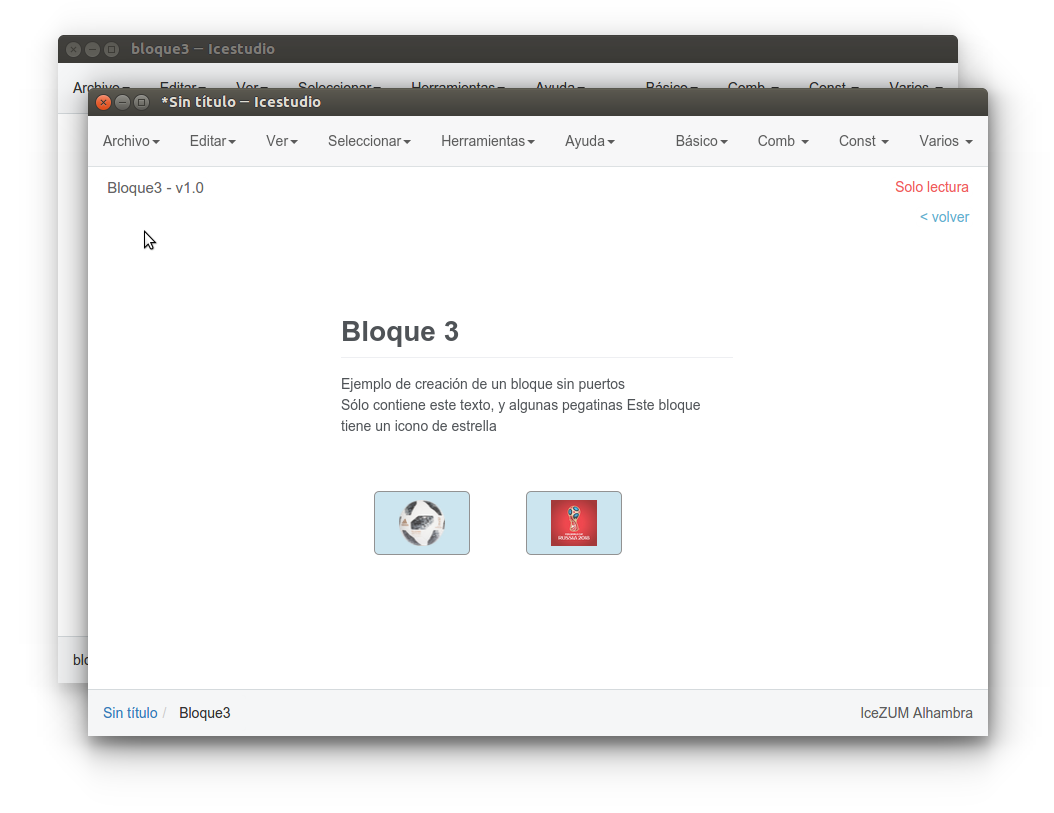 bloque3 — Icestudio
Archivo Editar Ver Seleccionar Herramientas Ayuda Básico Comb Const Varios
*Sin título — Icestudio
Archivo Editar Ver Seleccionar Herramientas Ayuda Básico Comb Const Varios
Bloque3 - v1.0
Solo lectura
< volver
Bloque 3
Ejemplo de creación de un bloque sin puertos
Sólo contiene este texto, y algunas pegatinas Este bloque
tiene un icono de estrella
RUSSIA 2018
Sin título / Bloque3
IceZUM Alhambra